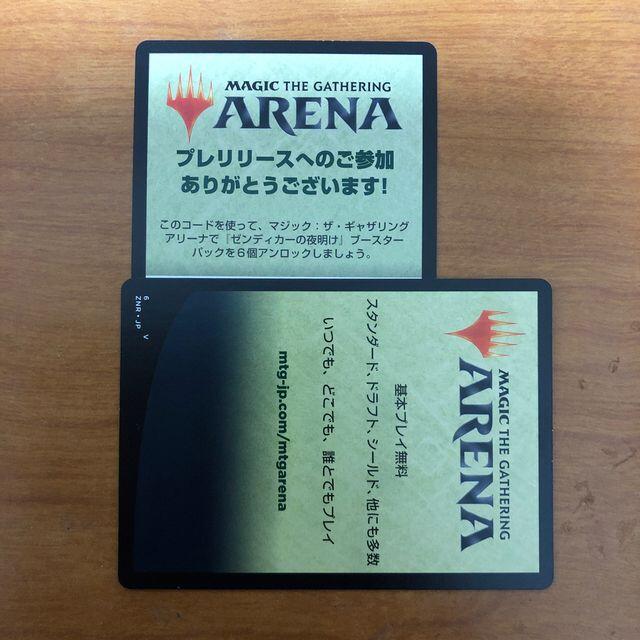 MAGIC THE GATHERING
ARENA
プレリリースへのご参加
ありがとうございます!
このコードを使って、マジック：ザ・ギャザリング
アリーナで『ゼンディカーの夜明け』ブースター
パックを６個アンロックしましょう。
MAGIC THE GATHERING
ARENA
基本プレイ無料
スタンダード、ドラフト、シールド、他にも多数
いつでも、どこでも、誰とでもプレイ
mtg-jp.com/mtgarena
6 V
ZNR・JP